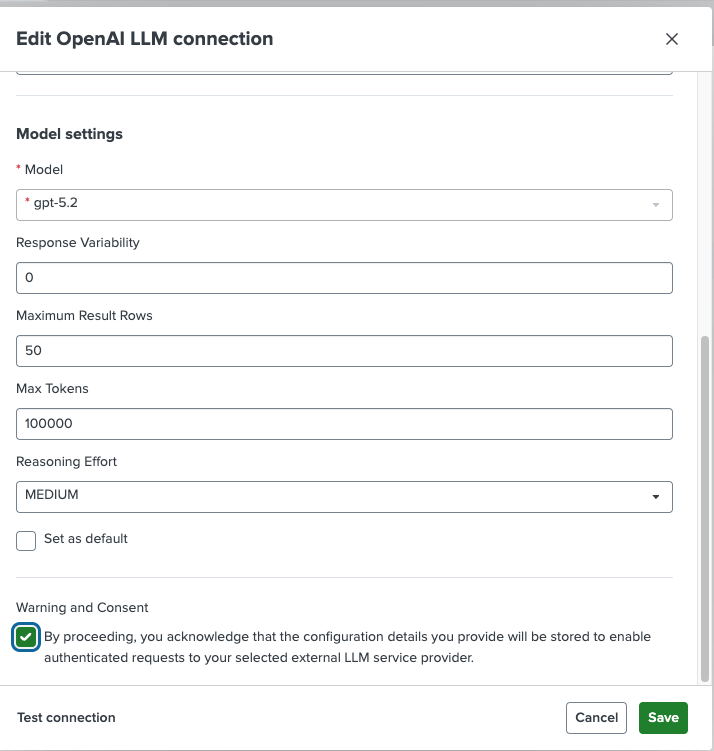 Edit OpenAI LLM connection
Model settings
* Model
* gpt-5.2
Response Variability
0
Maximum Result Rows
50
Max Tokens
100000
Reasoning Effort
MEDIUM
Set as default
Warning and Consent
By proceeding, you acknowledge that the configuration details you provide will be stored to enable
authenticated requests to your selected external LLM service provider.
Test connection
Cancel
Save